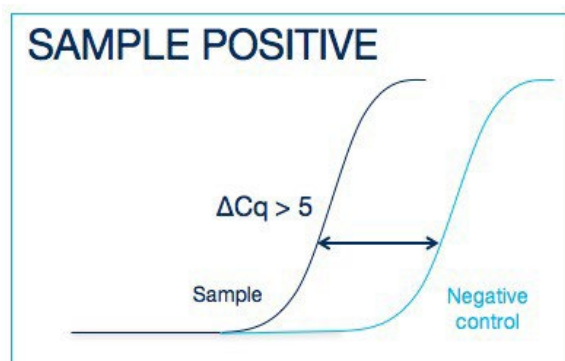 SAMPLE POSITIVE
ΔCq > 5
Sample
Negative
control